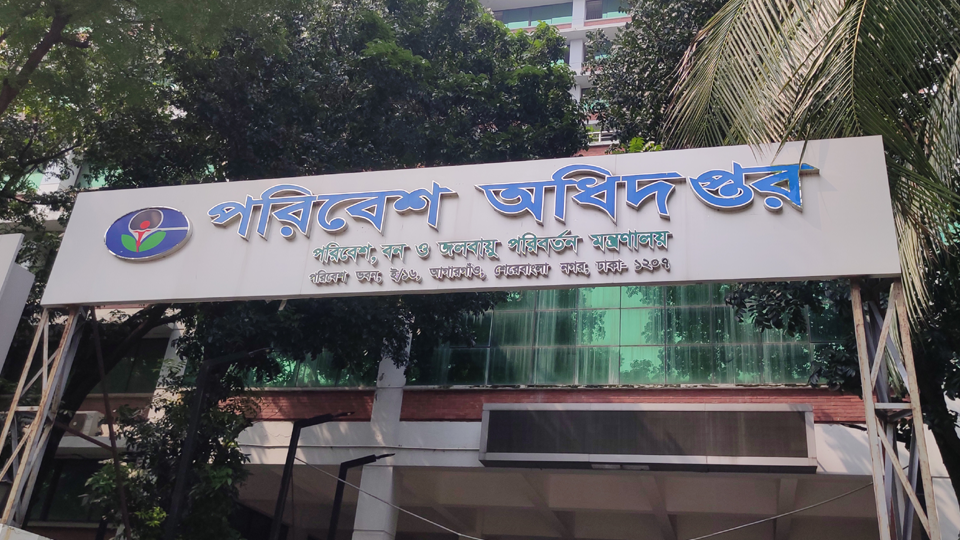 পরিবেশ অধিদপ্তর
পরিবেশ, বন ও জলবায়ু পরিবর্তন মন্ত্রণালয়
পরিবেশ ভবন, ই/১৬, আগারগাঁও, শেরেবাংলা নগর, ঢাকা- ১২০৭